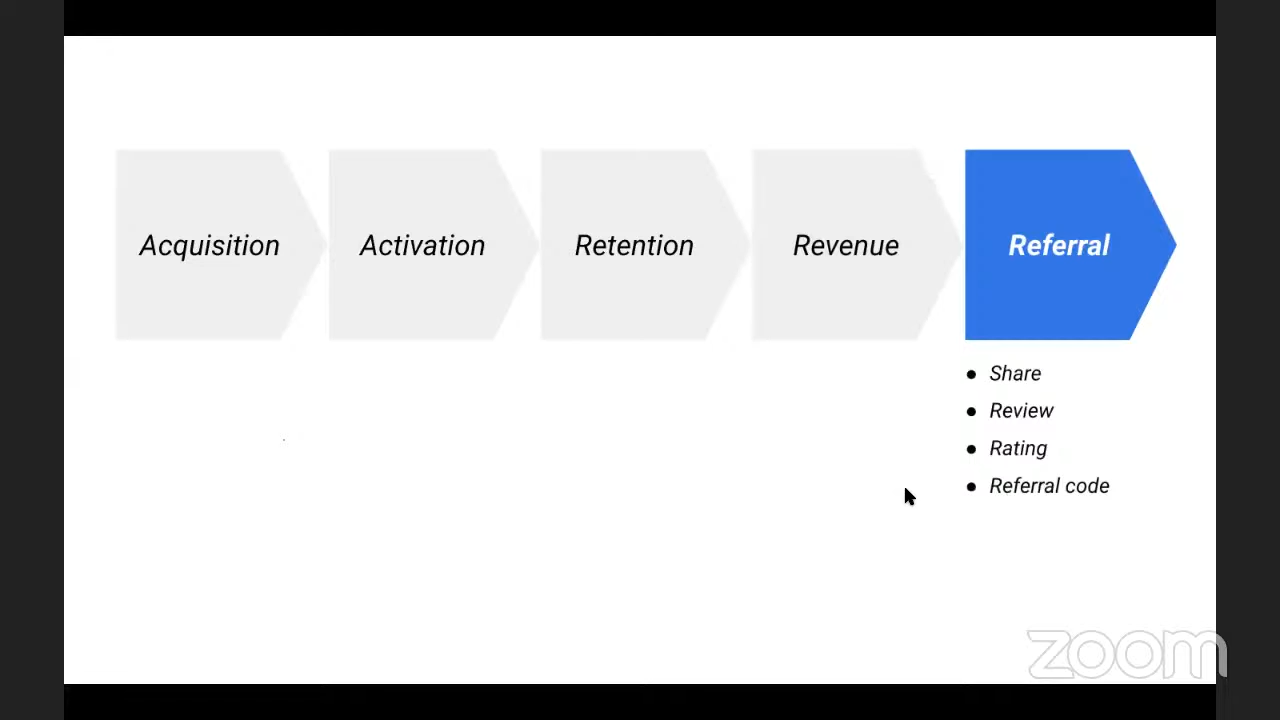 Acquisition
Activation
Retention
Revenue
Referral
● Share
● Review
● Rating
● Referral code
zoom